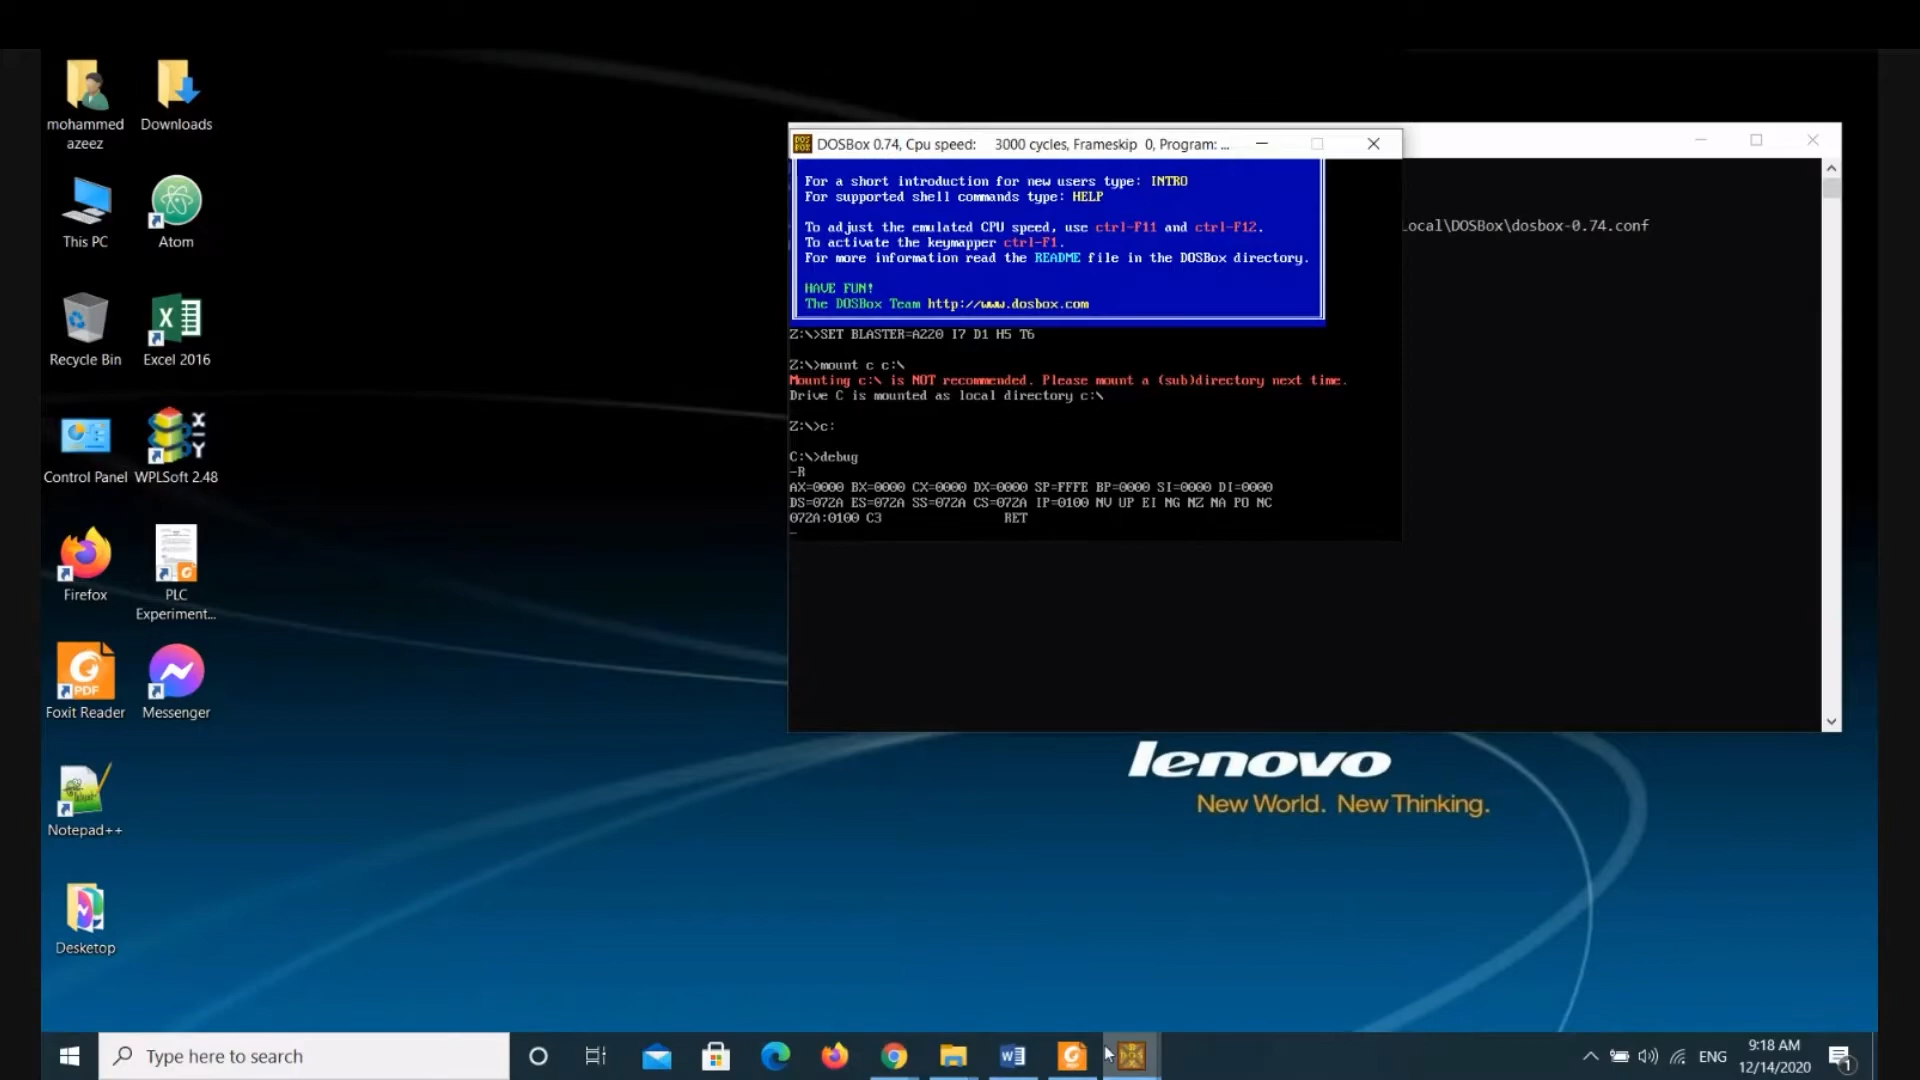 mohammed
azeez
Downloads
This PC
Atom
Recycle Bin
Excel 2016
Control Panel
WPLSoft 2.48
Firefox
PLC
Experiment...
Foxit Reader
Messenger
Notepad++
Desketop
DOSBox 0.74, Cpu speed: 3000 cycles, Frameskip 0, Program: ...
For a short introduction for new users type: INTRO
For supported shell commands type: HELP
To adjust the emulated CPU speed, use ctrl-F11 and ctrl-F12.
To activate the keymapper ctrl-F1.
For more information read the README file in the DOSBox directory.
HAVE FUN!
The DOSBox Team http://www.dosbox.com
Z:\>SET BLASTER=A220 I7 D1 H5 T6
Z:\>mount c c:\
Mounting c:\ is NOT recommended. Please mount a (sub)directory next time.
Drive C is mounted as local directory c:\
Z:\>c:
C:\>debug
-R
AX=0000 BX=0000 CX=0000 DX=0000 SP=FFFE BP=0000 SI=0000 DI=0000
DS=072A ES=072A SS=072A CS=072A IP=0100 NV UP EI NG NZ NA PO NC
072A:0100 C3 RET
-
Local\DOSBox\dosbox-0.74.conf
lenovo
New World. New Thinking.
Type here to search
ENG
9:18 AM
12/14/2020
1